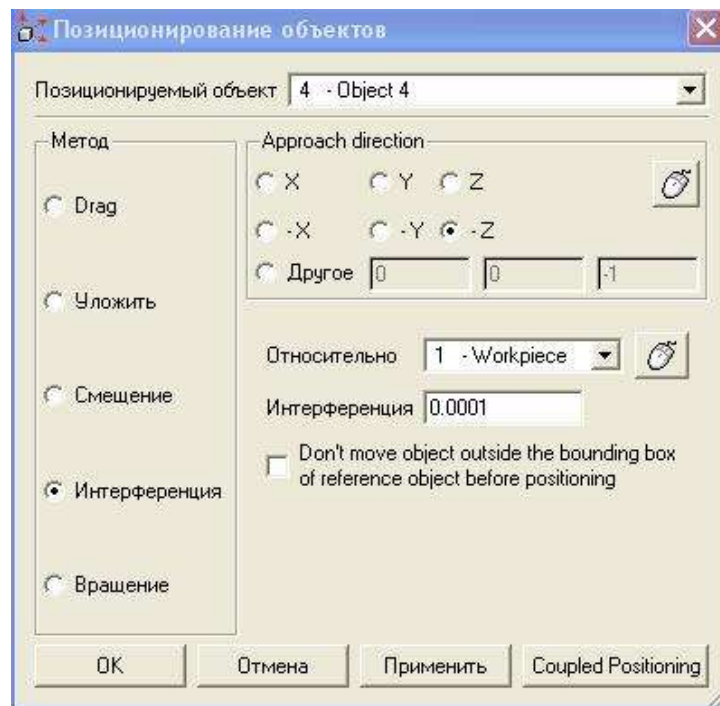 Позиционирование объектов
Позиционируемый объект 4 - Object 4
Метод
Drag
Уложить
Смещение
Интерференция
Вращение
Approach direction
X Y Z
-X -Y -Z
Другое 0 0 -1
Относительно 1 - Workpiece
Интерференция 0.0001
Don't move object outside the bounding box
of reference object before positioning
OK Отмена Применить Coupled Positioning